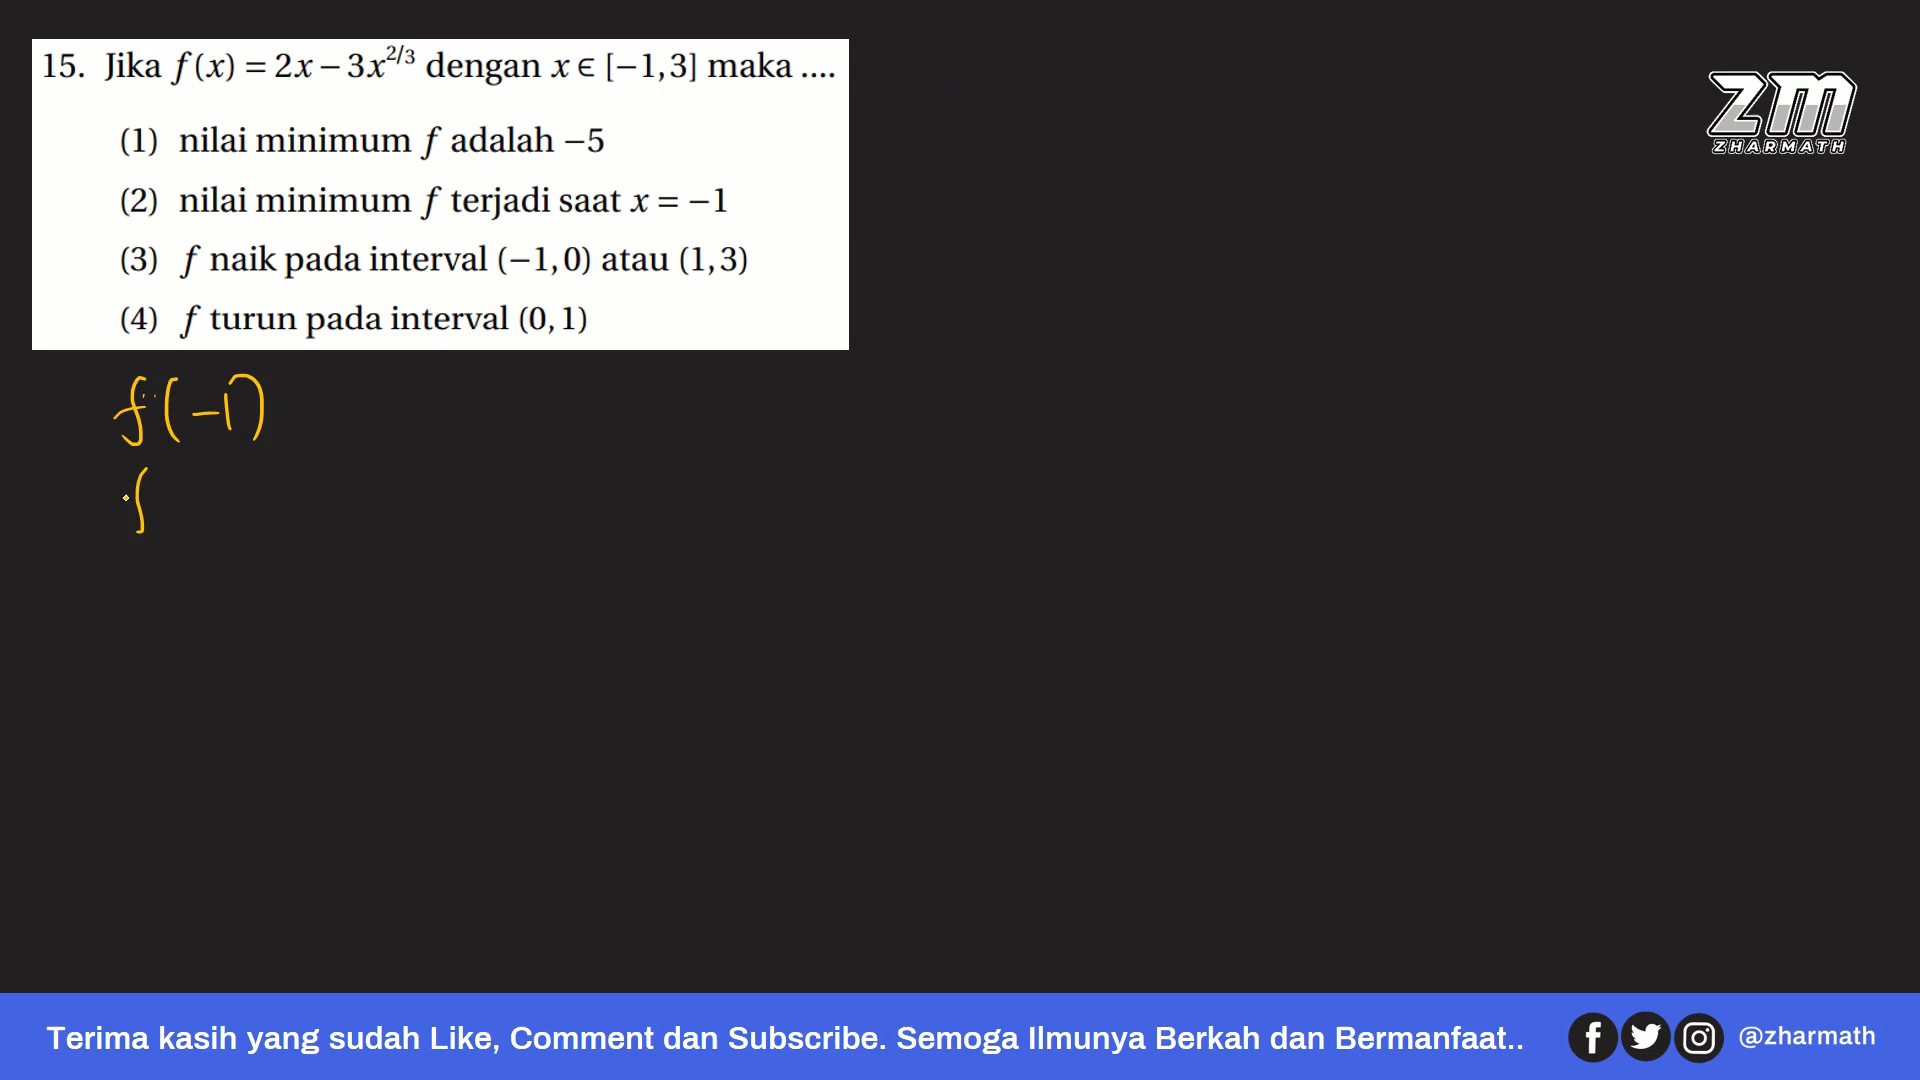 15. Jika f(x) = 2x − 3x^{2/3} dengan x ∈ [−1,3] maka ....
(1) nilai minimum f adalah −5
(2) nilai minimum f terjadi saat x = −1
(3) f naik pada interval (−1,0) atau (1,3)
(4) f turun pada interval (0,1)
ZM
ZHARMATH
f(-1)
f
Terima kasih yang sudah Like, Comment dan Subscribe. Semoga Ilmunya Berkah dan Bermanfaat..
@zharmath